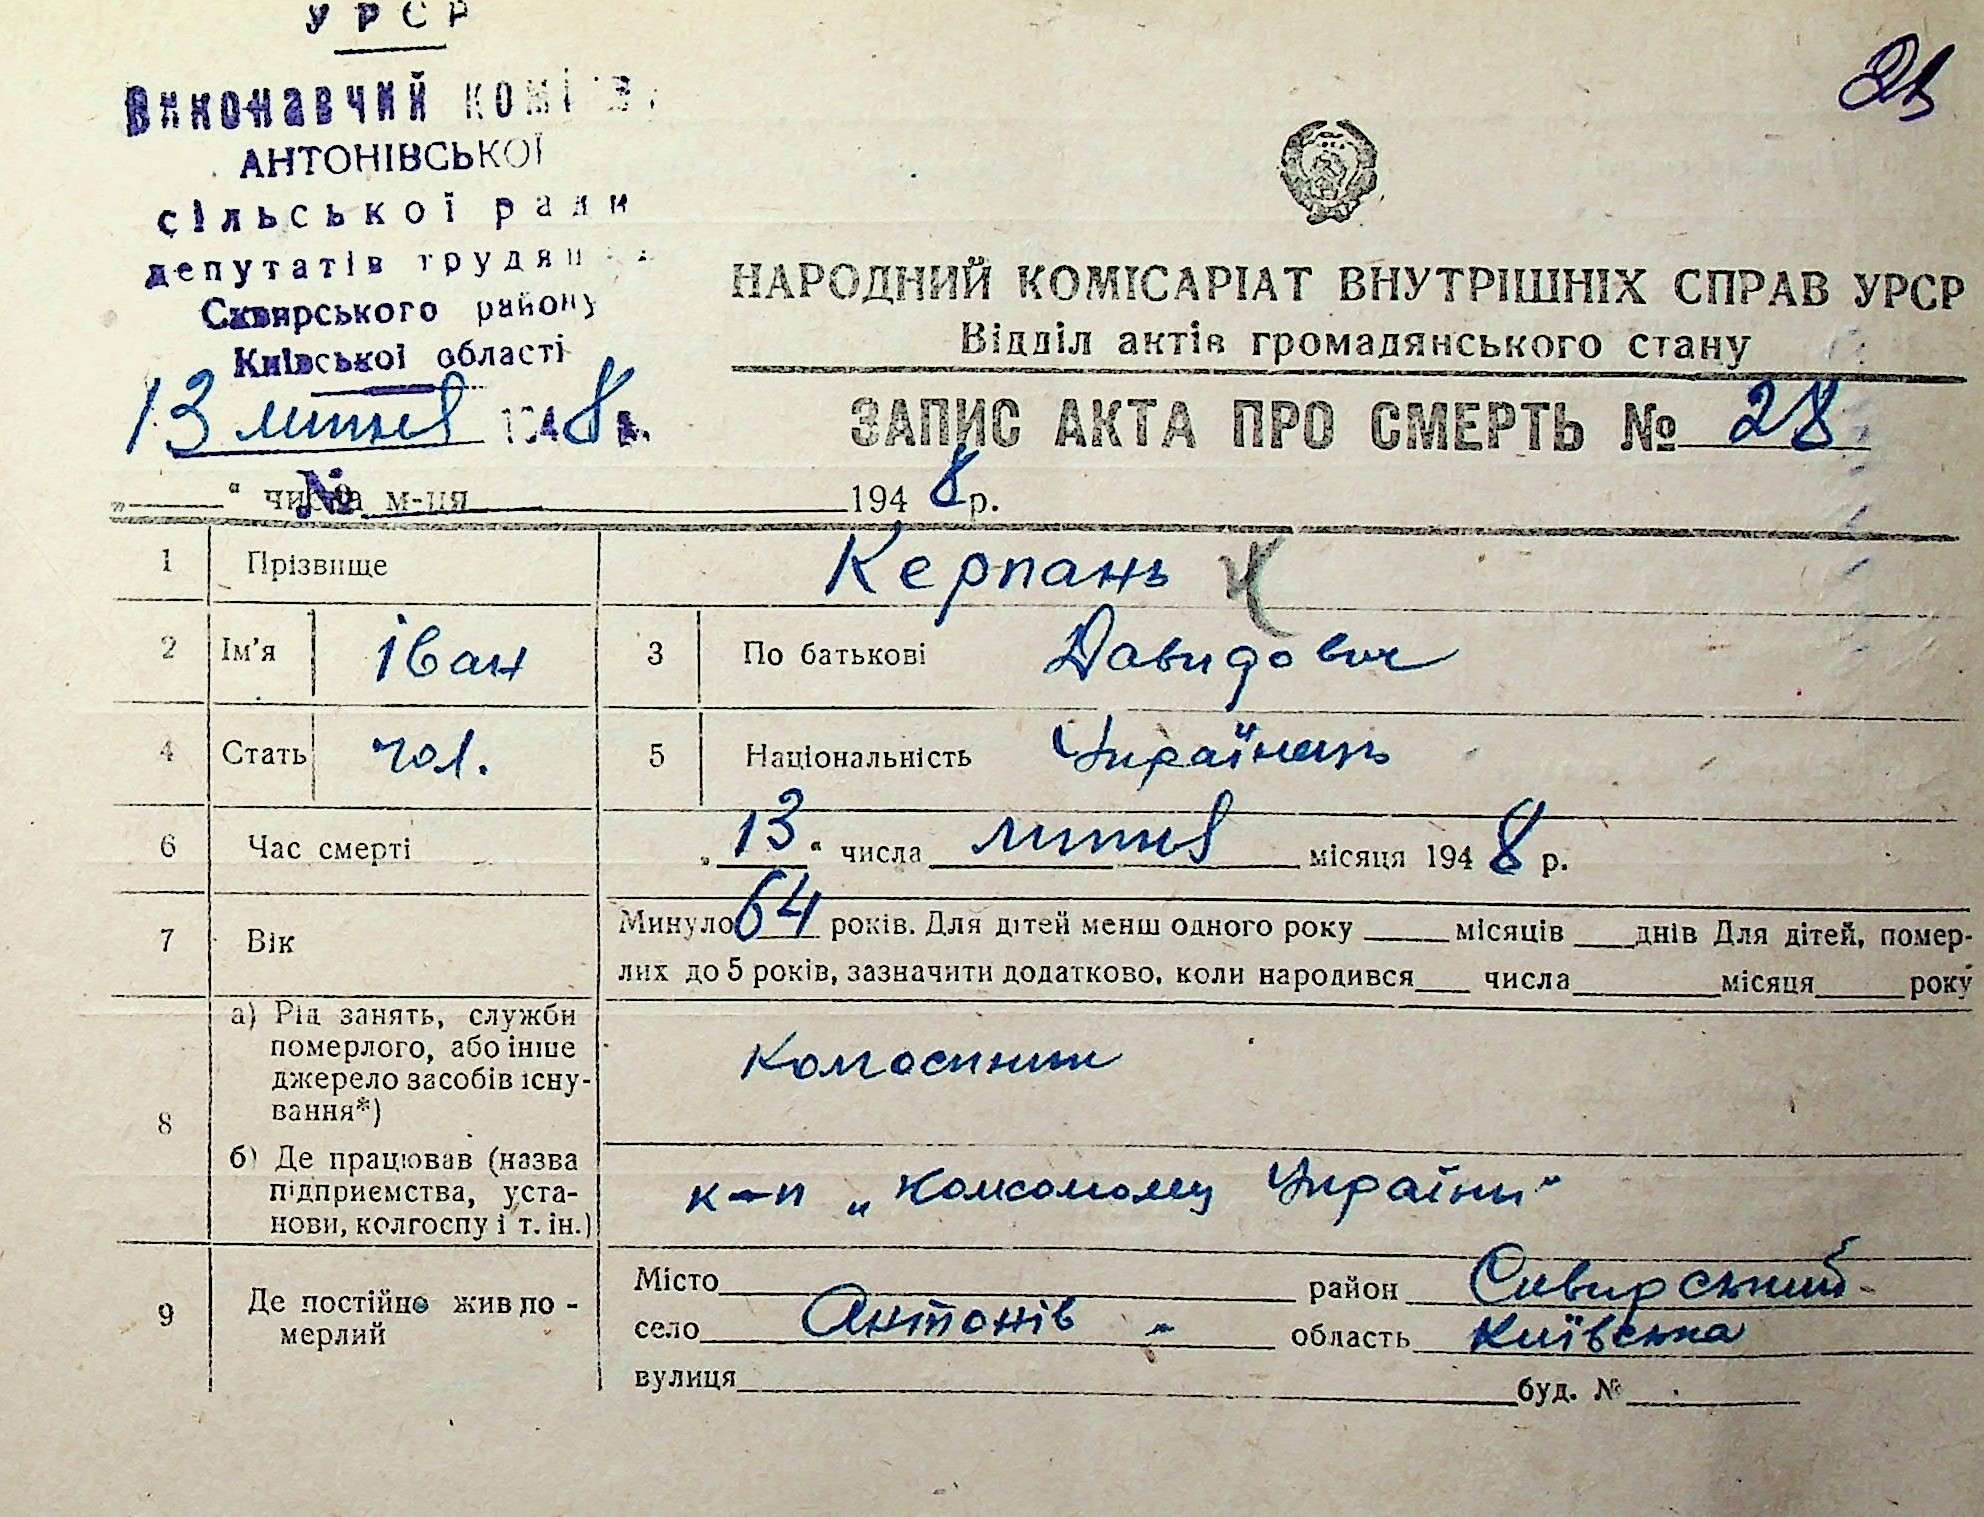 УРСР
Виконавчий комі
АНТОНІВСЬКОЇ
сільської ради
депутатів трудян
Сквирського району
Київської області
13 липня 1948 р.
№
28
НАРОДНИЙ КОМІСАРІАТ ВНУТРІШНІХ СПРАВ УРСР
Відділ актів громадянського стану
ЗАПИС АКТА ПРО СМЕРТЬ № 28
„ “ числа м-ця 1948 р.
1 Прізвище Керпань
2 Ім'я Іван 3 По батькові Давидович
4 Стать чол. 5 Національність Українець
6 Час смерті „13“ числа липня місяця 1948 р.
7 Вік Минуло 64 років. Для дітей менш одного року місяців днів Для дітей, помер-
лих до 5 років, зазначити додатково, коли народився числа місяця року
8 а) Рід занять, служби
померлого, або інше
джерело засобів існу-
вання*)
колгоспник
б) Де працював (назва
підприємства, уста-
нови, колгоспу і т. ін.)
к-п „Комсомолу України"
9 Де постійно жив по-
мерлий
Місто район Сквирський
село Антонів область Київська
вулиця буд. №